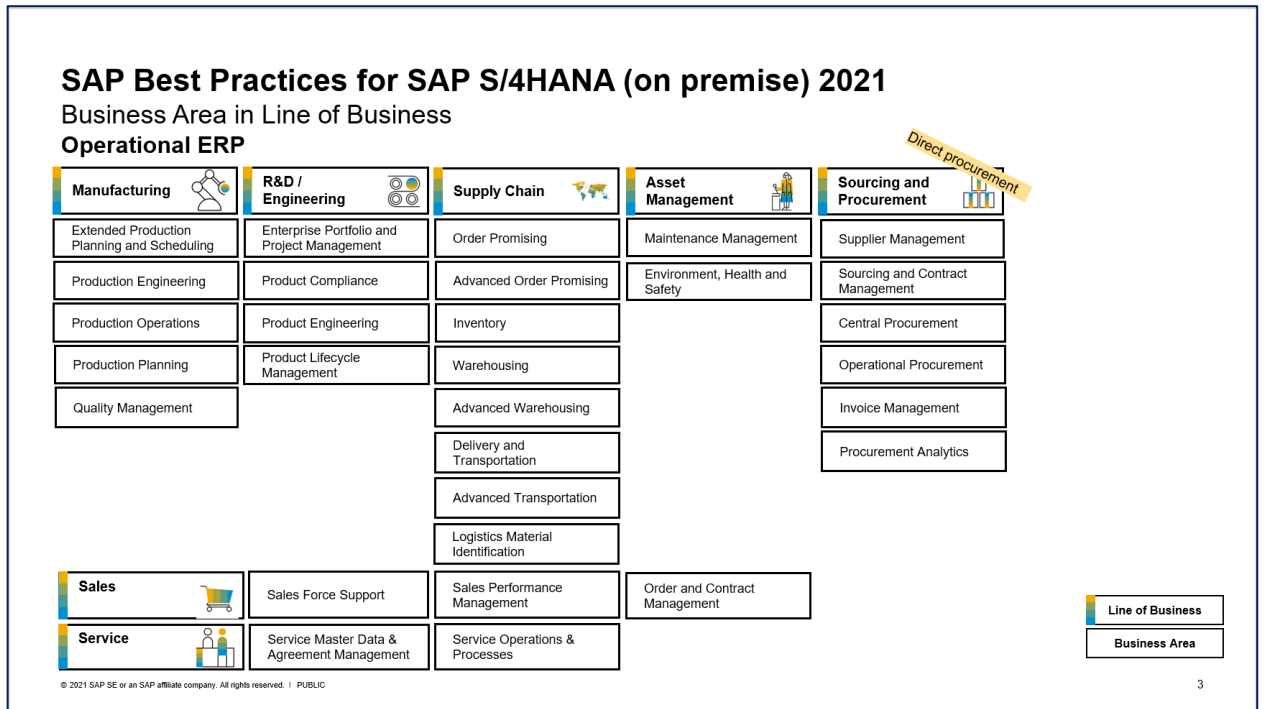 SAP Best Practices for SAP S/4HANA (on premise) 2021
Business Area in Line of Business
Operational ERP
Direct procurement
Manufacturing
Extended Production
Planning and Scheduling
Production Engineering
Production Operations
Production Planning
Quality Management
R&D /
Engineering
Enterprise Portfolio and
Project Management
Product Compliance
Product Engineering
Product Lifecycle
Management
Supply Chain
Order Promising
Advanced Order Promising
Inventory
Warehousing
Advanced Warehousing
Delivery and
Transportation
Advanced Transportation
Logistics Material
Identification
Asset
Management
Maintenance Management
Environment, Health and
Safety
Sourcing and
Procurement
Supplier Management
Sourcing and Contract
Management
Central Procurement
Operational Procurement
Invoice Management
Procurement Analytics
Sales
Sales Force Support
Sales Performance
Management
Order and Contract
Management
Service
Service Master Data &
Agreement Management
Service Operations &
Processes
Line of Business
Business Area
© 2021 SAP SE or an SAP affiliate company. All rights reserved. | PUBLIC
3